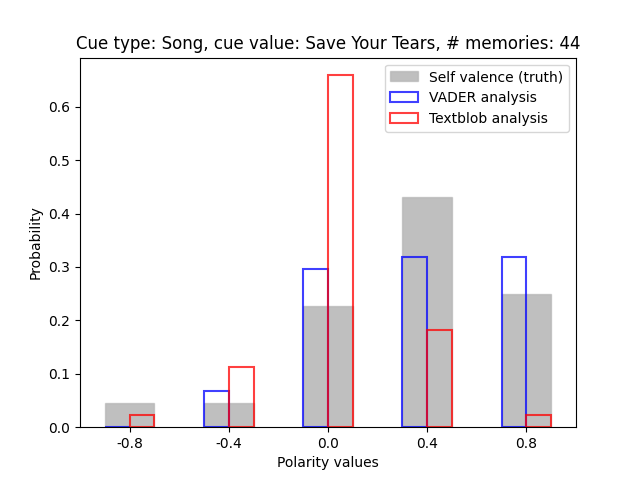 Cue type: Song, cue value: Save Your Tears, # memories: 44
Self valence (truth)
VADER analysis
Textblob analysis
Probability
0.6
0.5
0.4
0.3
0.2
0.1
0.0
-0.8 -0.4 0.0 0.4 0.8
Polarity values